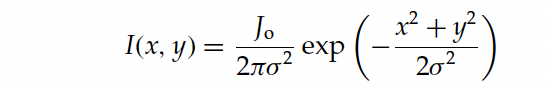 I(x, y) = \frac{J_o}{2\pi\sigma^2} \exp\left(-\frac{x^2 + y^2}{2\sigma^2}\right)